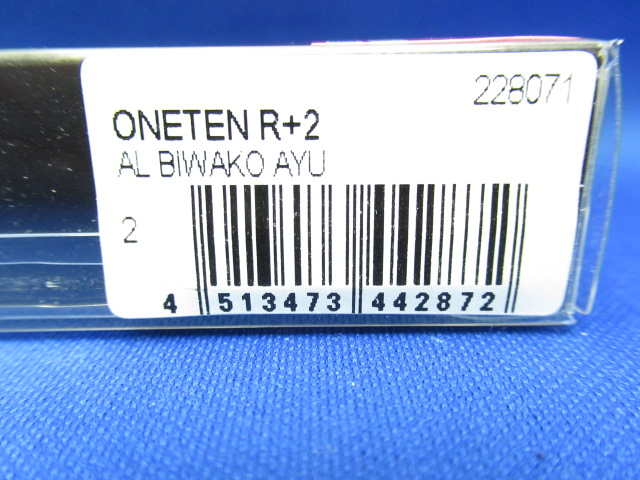 228071
ONETEN R+2
AL BIWAKO AYU
2
4 513473 442872